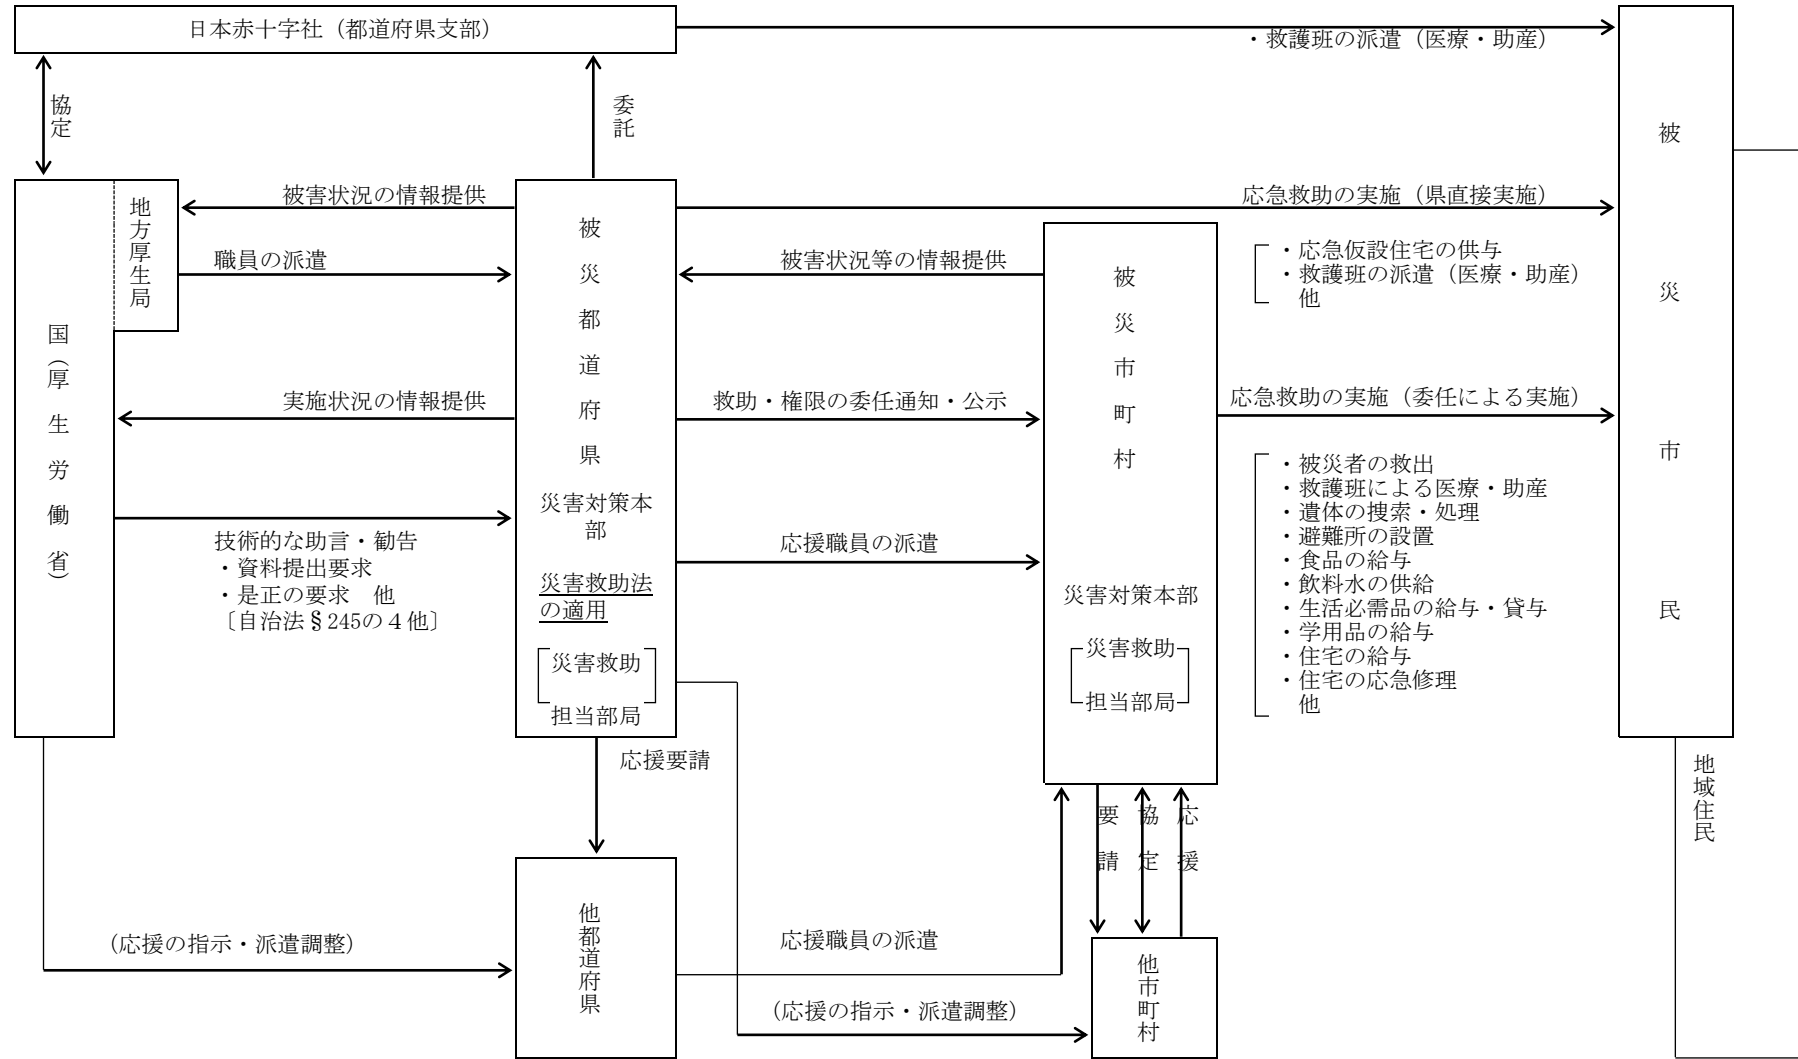 日本赤十字社（都道府県支部）
・救護班の派遣（医療・助産）
協定
委託
国（厚生労働省）
地方厚生局
被害状況の情報提供
職員の派遣
実施状況の情報提供
技術的な助言・勧告
・資料提出要求
・是正の要求　他
〔自治法§245の４他〕
被災都道府県
災害対策本
部
災害救助法
の適用
災害救助
担当部局
応急救助の実施（県直接実施）
・応急仮設住宅の供与
・救護班の派遣（医療・助産）
他
被害状況等の情報提供
救助・権限の委任通知・公示
応援職員の派遣
被災市町村
災害対策本部
災害救助
担当部局
応急救助の実施（委任による実施）
・被災者の救出
・救護班による医療・助産
・遺体の捜索・処理
・避難所の設置
・食品の給与
・飲料水の供給
・生活必需品の給与・貸与
・学用品の給与
・住宅の給与
・住宅の応急修理
他
被災市民
地域住民
応援要請
要請
協定
応援
(応援の指示・派遣調整）
他都道府県
応援職員の派遣
(応援の指示・派遣調整）
他市町村